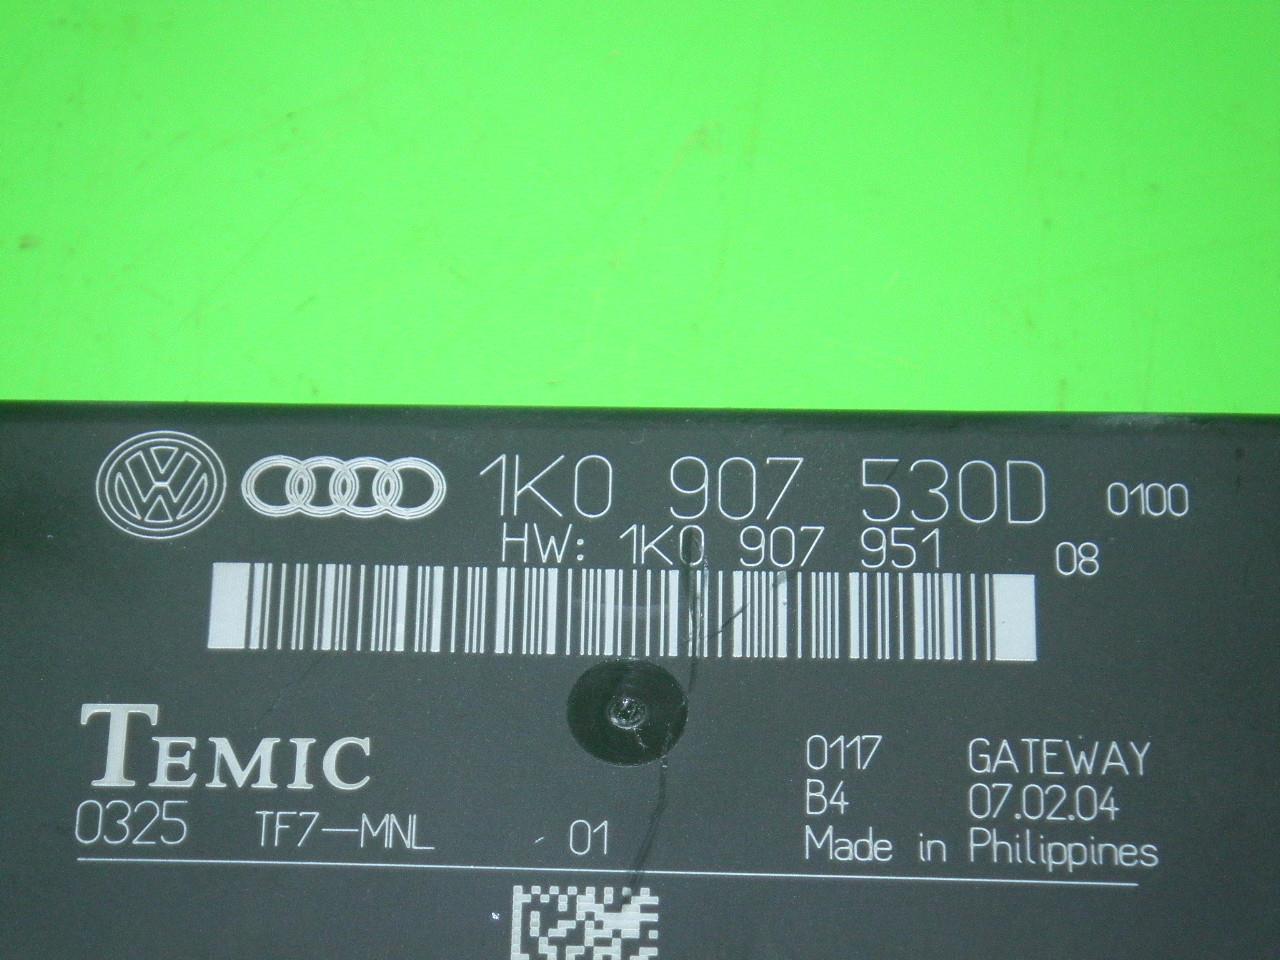 1K0 907 530D 0100
HW: 1K0 907 951 08
TEMIC
0117 GATEWAY
B4 07.02.04
0325 TF7-MNL 01 Made in Philippines